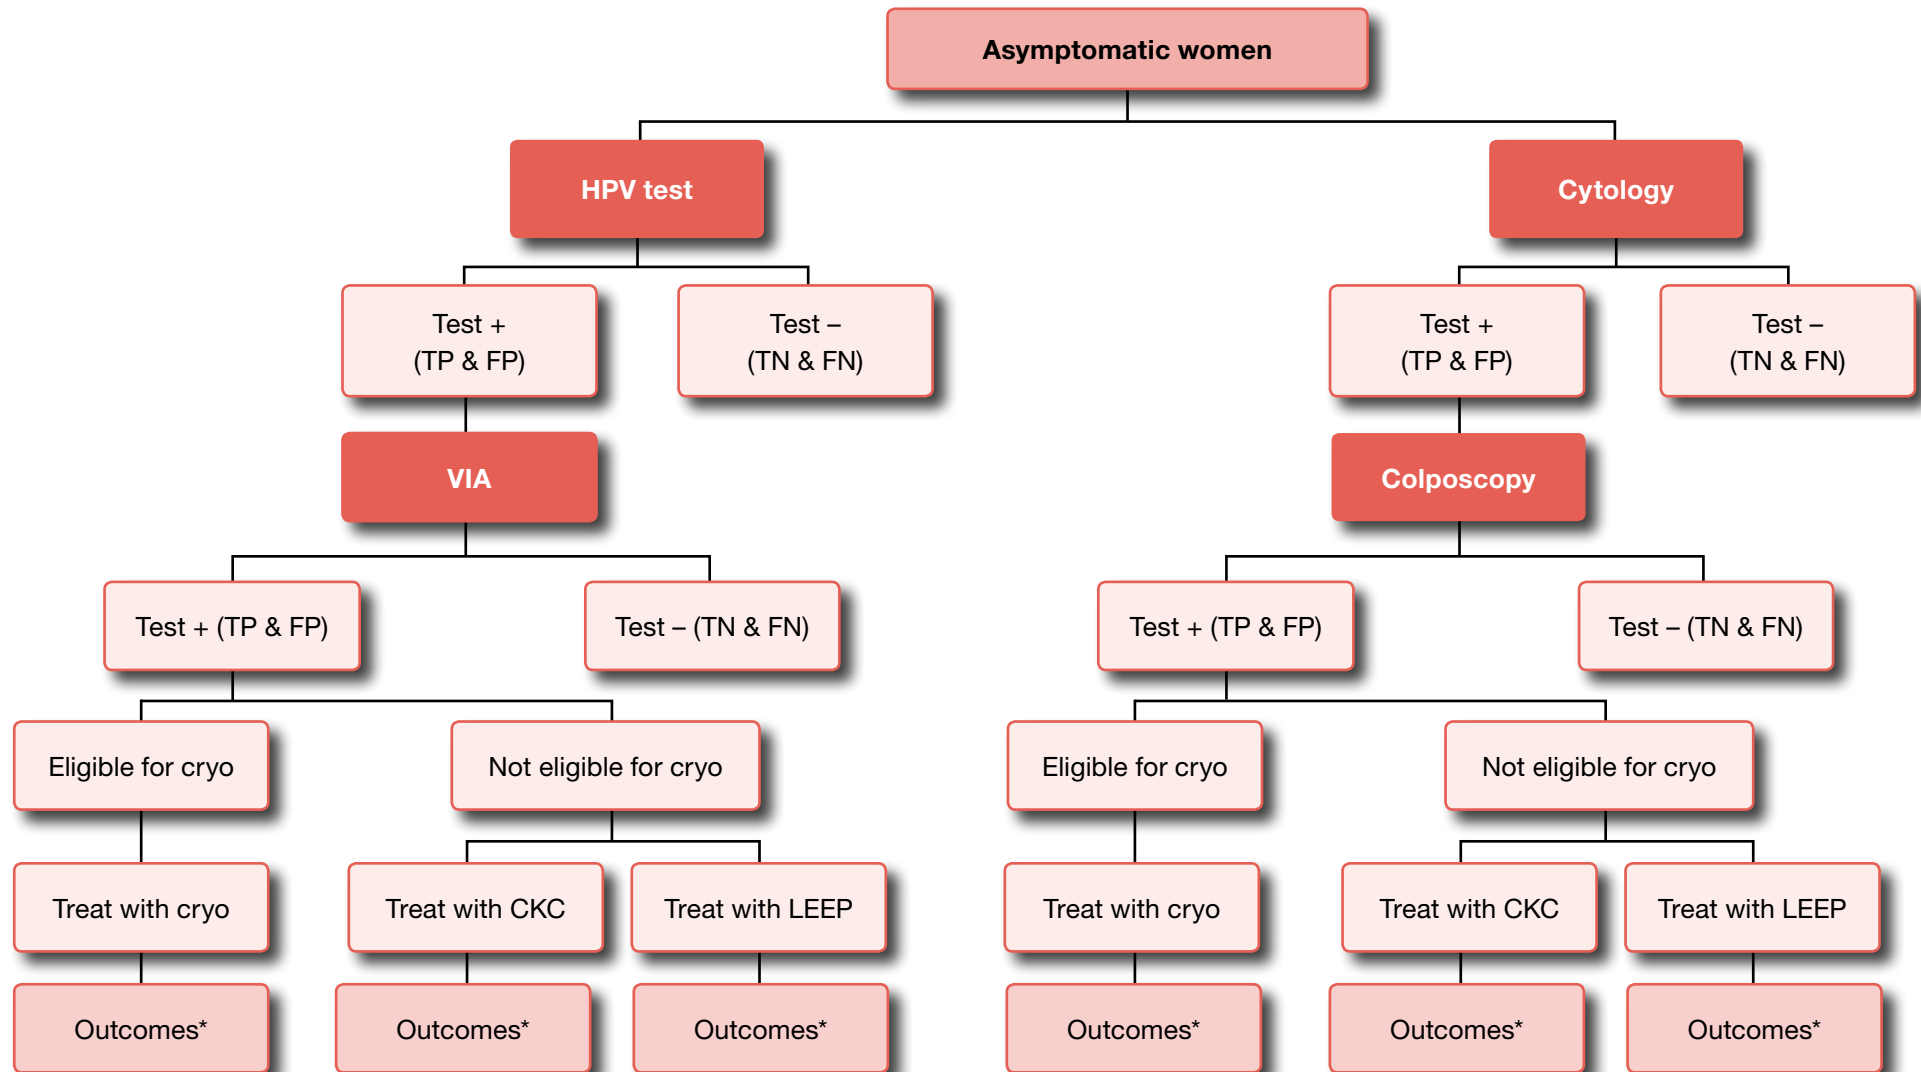 Asymptomatic women
HPV test
Cytology
Test +
(TP & FP)
Test –
(TN & FN)
Test +
(TP & FP)
Test –
(TN & FN)
VIA
Colposcopy
Test + (TP & FP)
Test – (TN & FN)
Test + (TP & FP)
Test – (TN & FN)
Eligible for cryo
Not eligible for cryo
Eligible for cryo
Not eligible for cryo
Treat with cryo
Treat with CKC
Treat with LEEP
Treat with cryo
Treat with CKC
Treat with LEEP
Outcomes*
Outcomes*
Outcomes*
Outcomes*
Outcomes*
Outcomes*